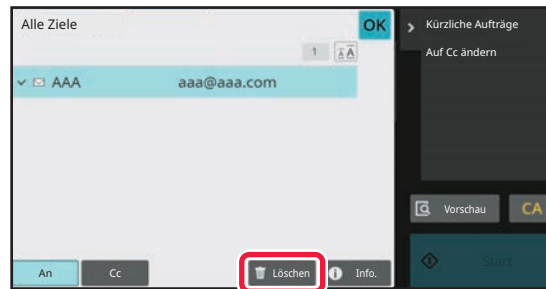 Alle Ziele
OK
Kürzliche Aufträge
1
AA
Auf Cc ändern
AAA
aaa@aaa.com
Vorschau
CA
An
Cc
Löschen
Info.
Start